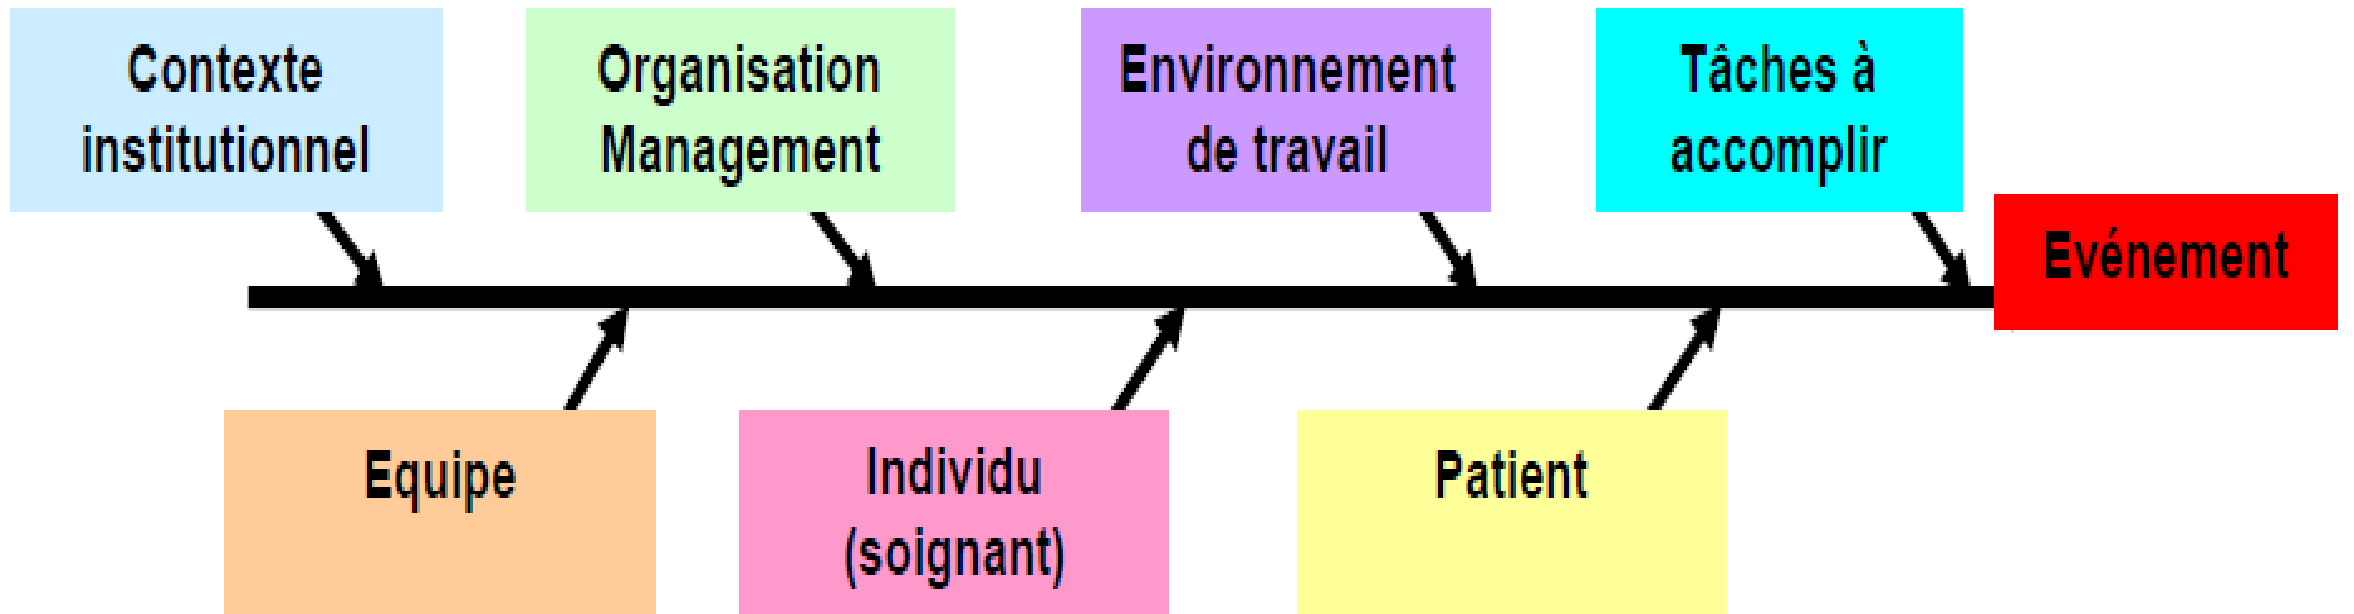 Contexte
institutionnel
Organisation
Management
Environnement
de travail
Tâches à
accomplir
Evénement
Equipe
Individu
(soignant)
Patient